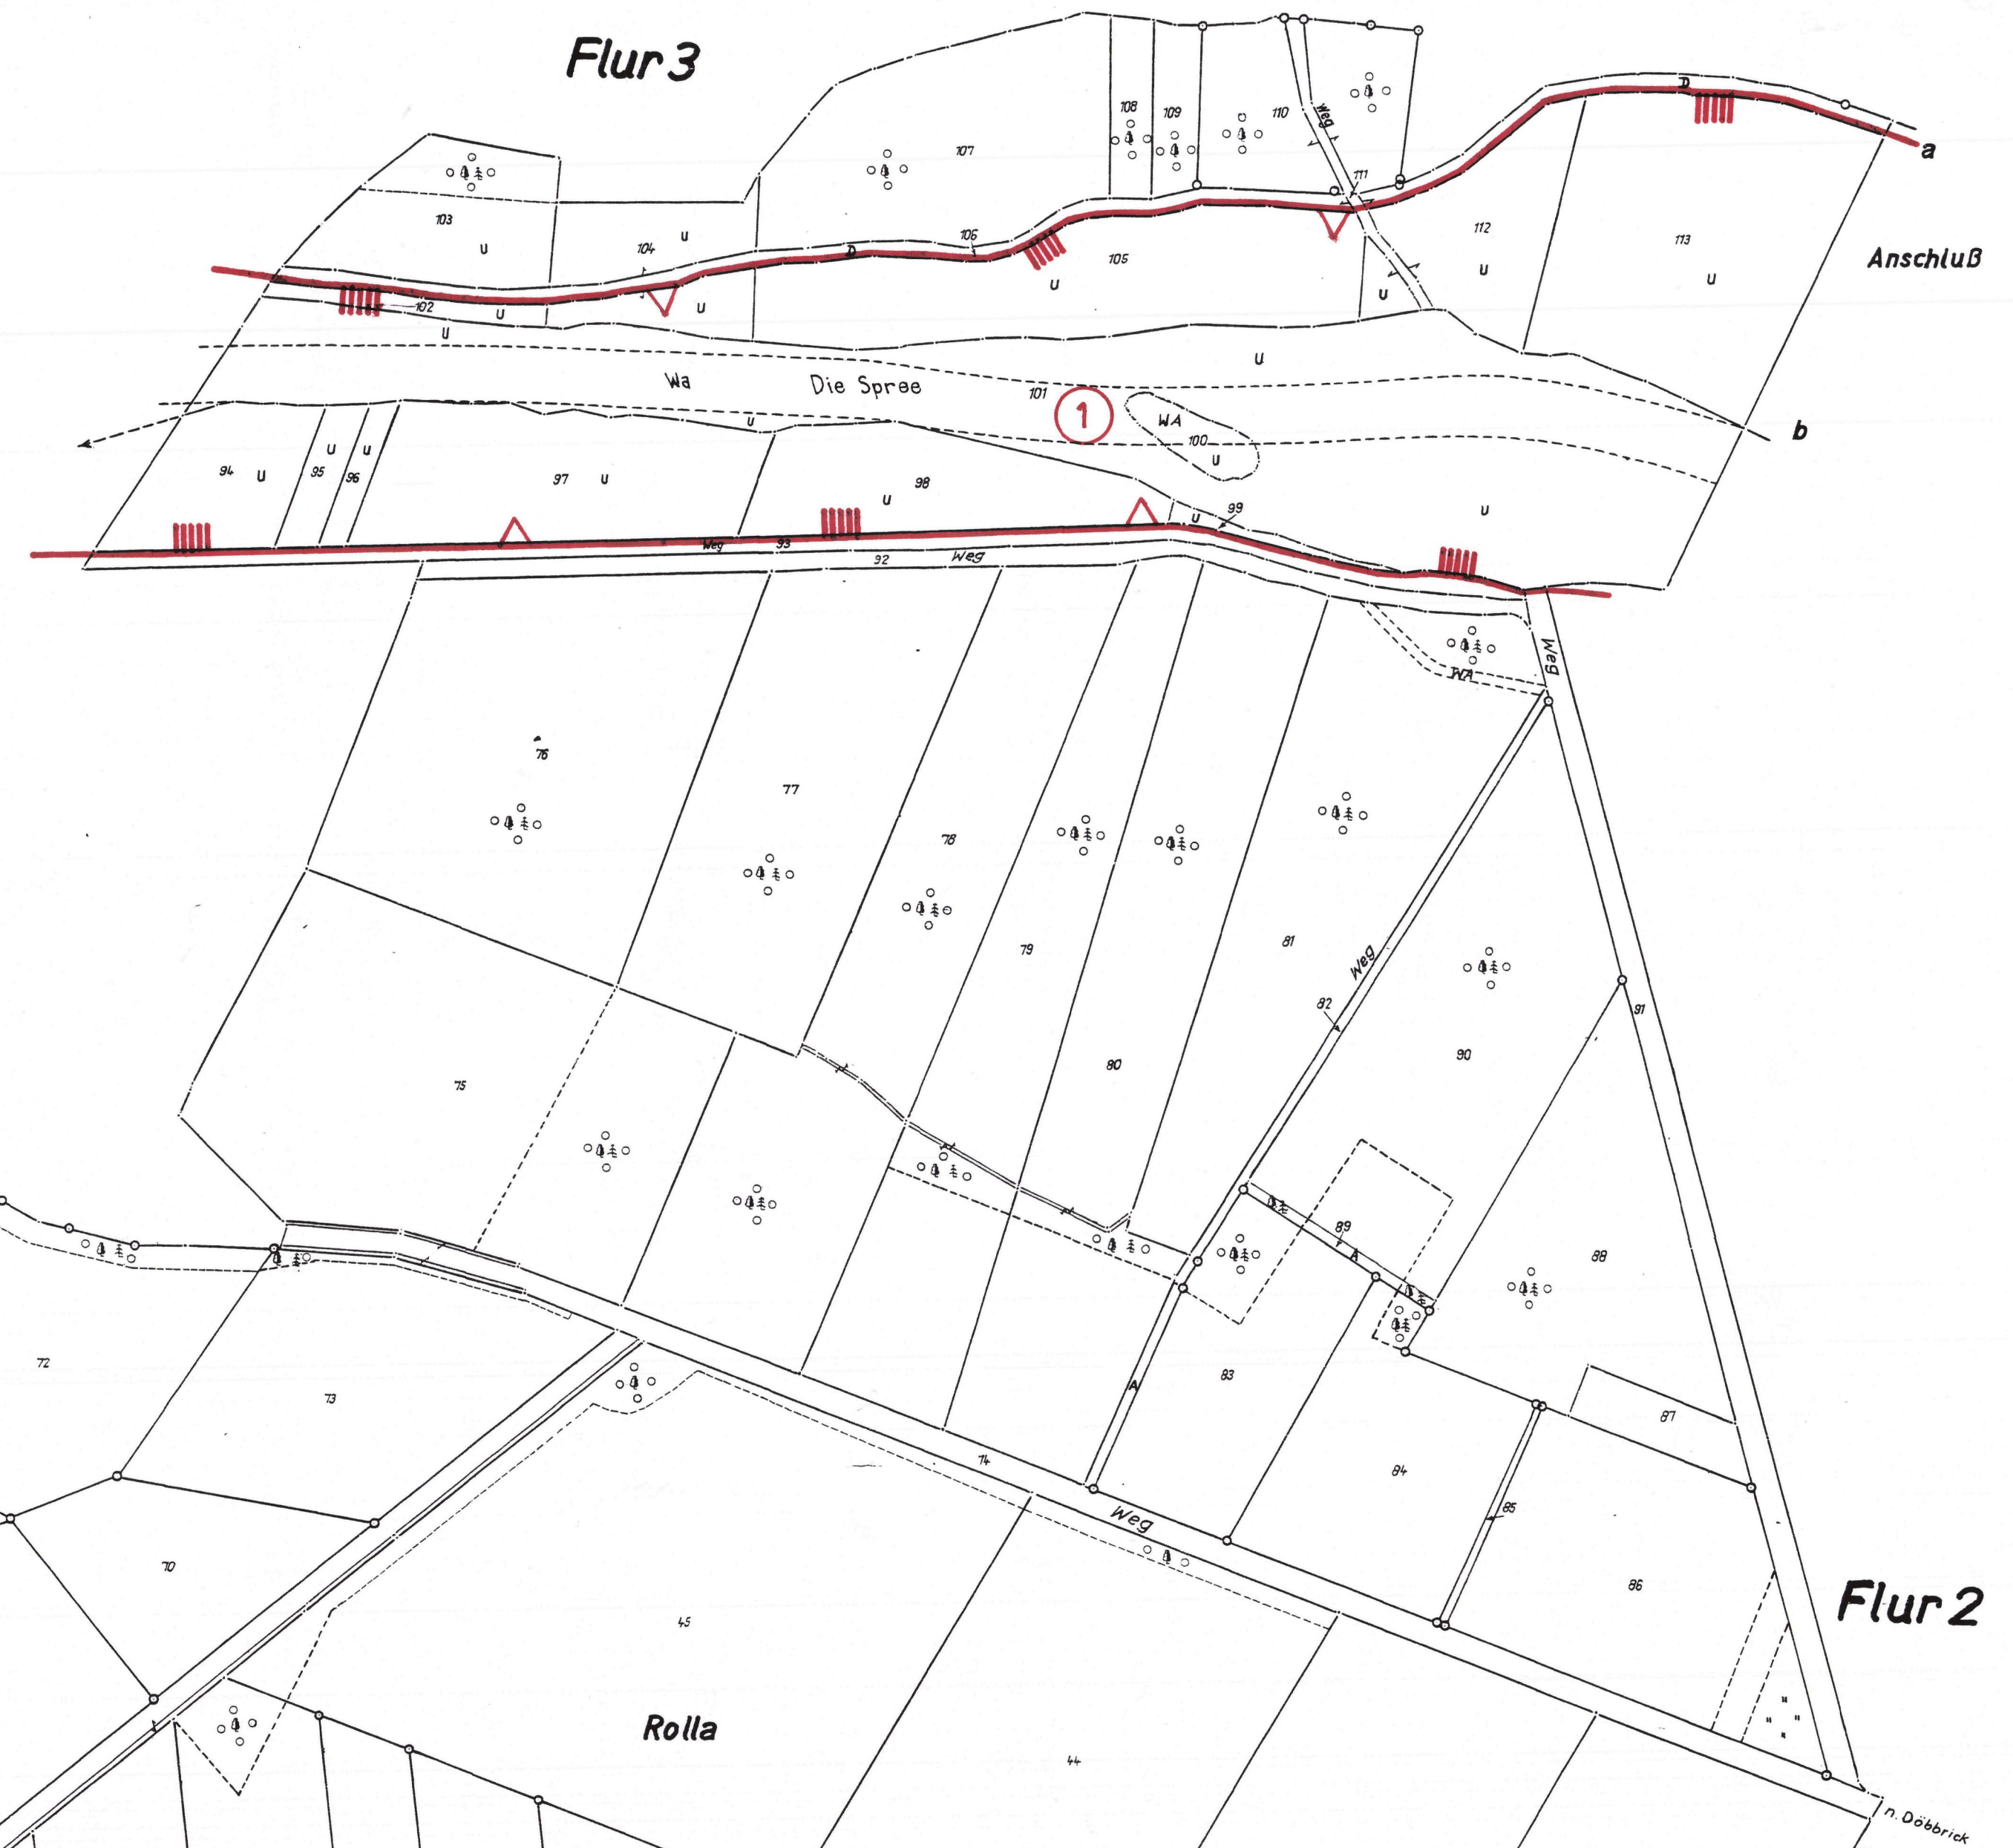 Flur 3
108
109
110
Weg
D
a
107
111
103
U
104
U
106
D
105
U
112
U
113
U
Anschluß
102
U
U
U
U
U
Wa
Die Spree
101
1
WA
100
U
b
94
U
95
U
96
U
97
U
98
U
U
99
U
Weg
93
92
Weg
Weg
WA
76
77
78
79
80
81
Weg
82
90
91
75
89
A
88
72
73
83
A
87
74
84
85
Weg
70
45
86
Flur 2
Rolla
44
n. Döbbrick